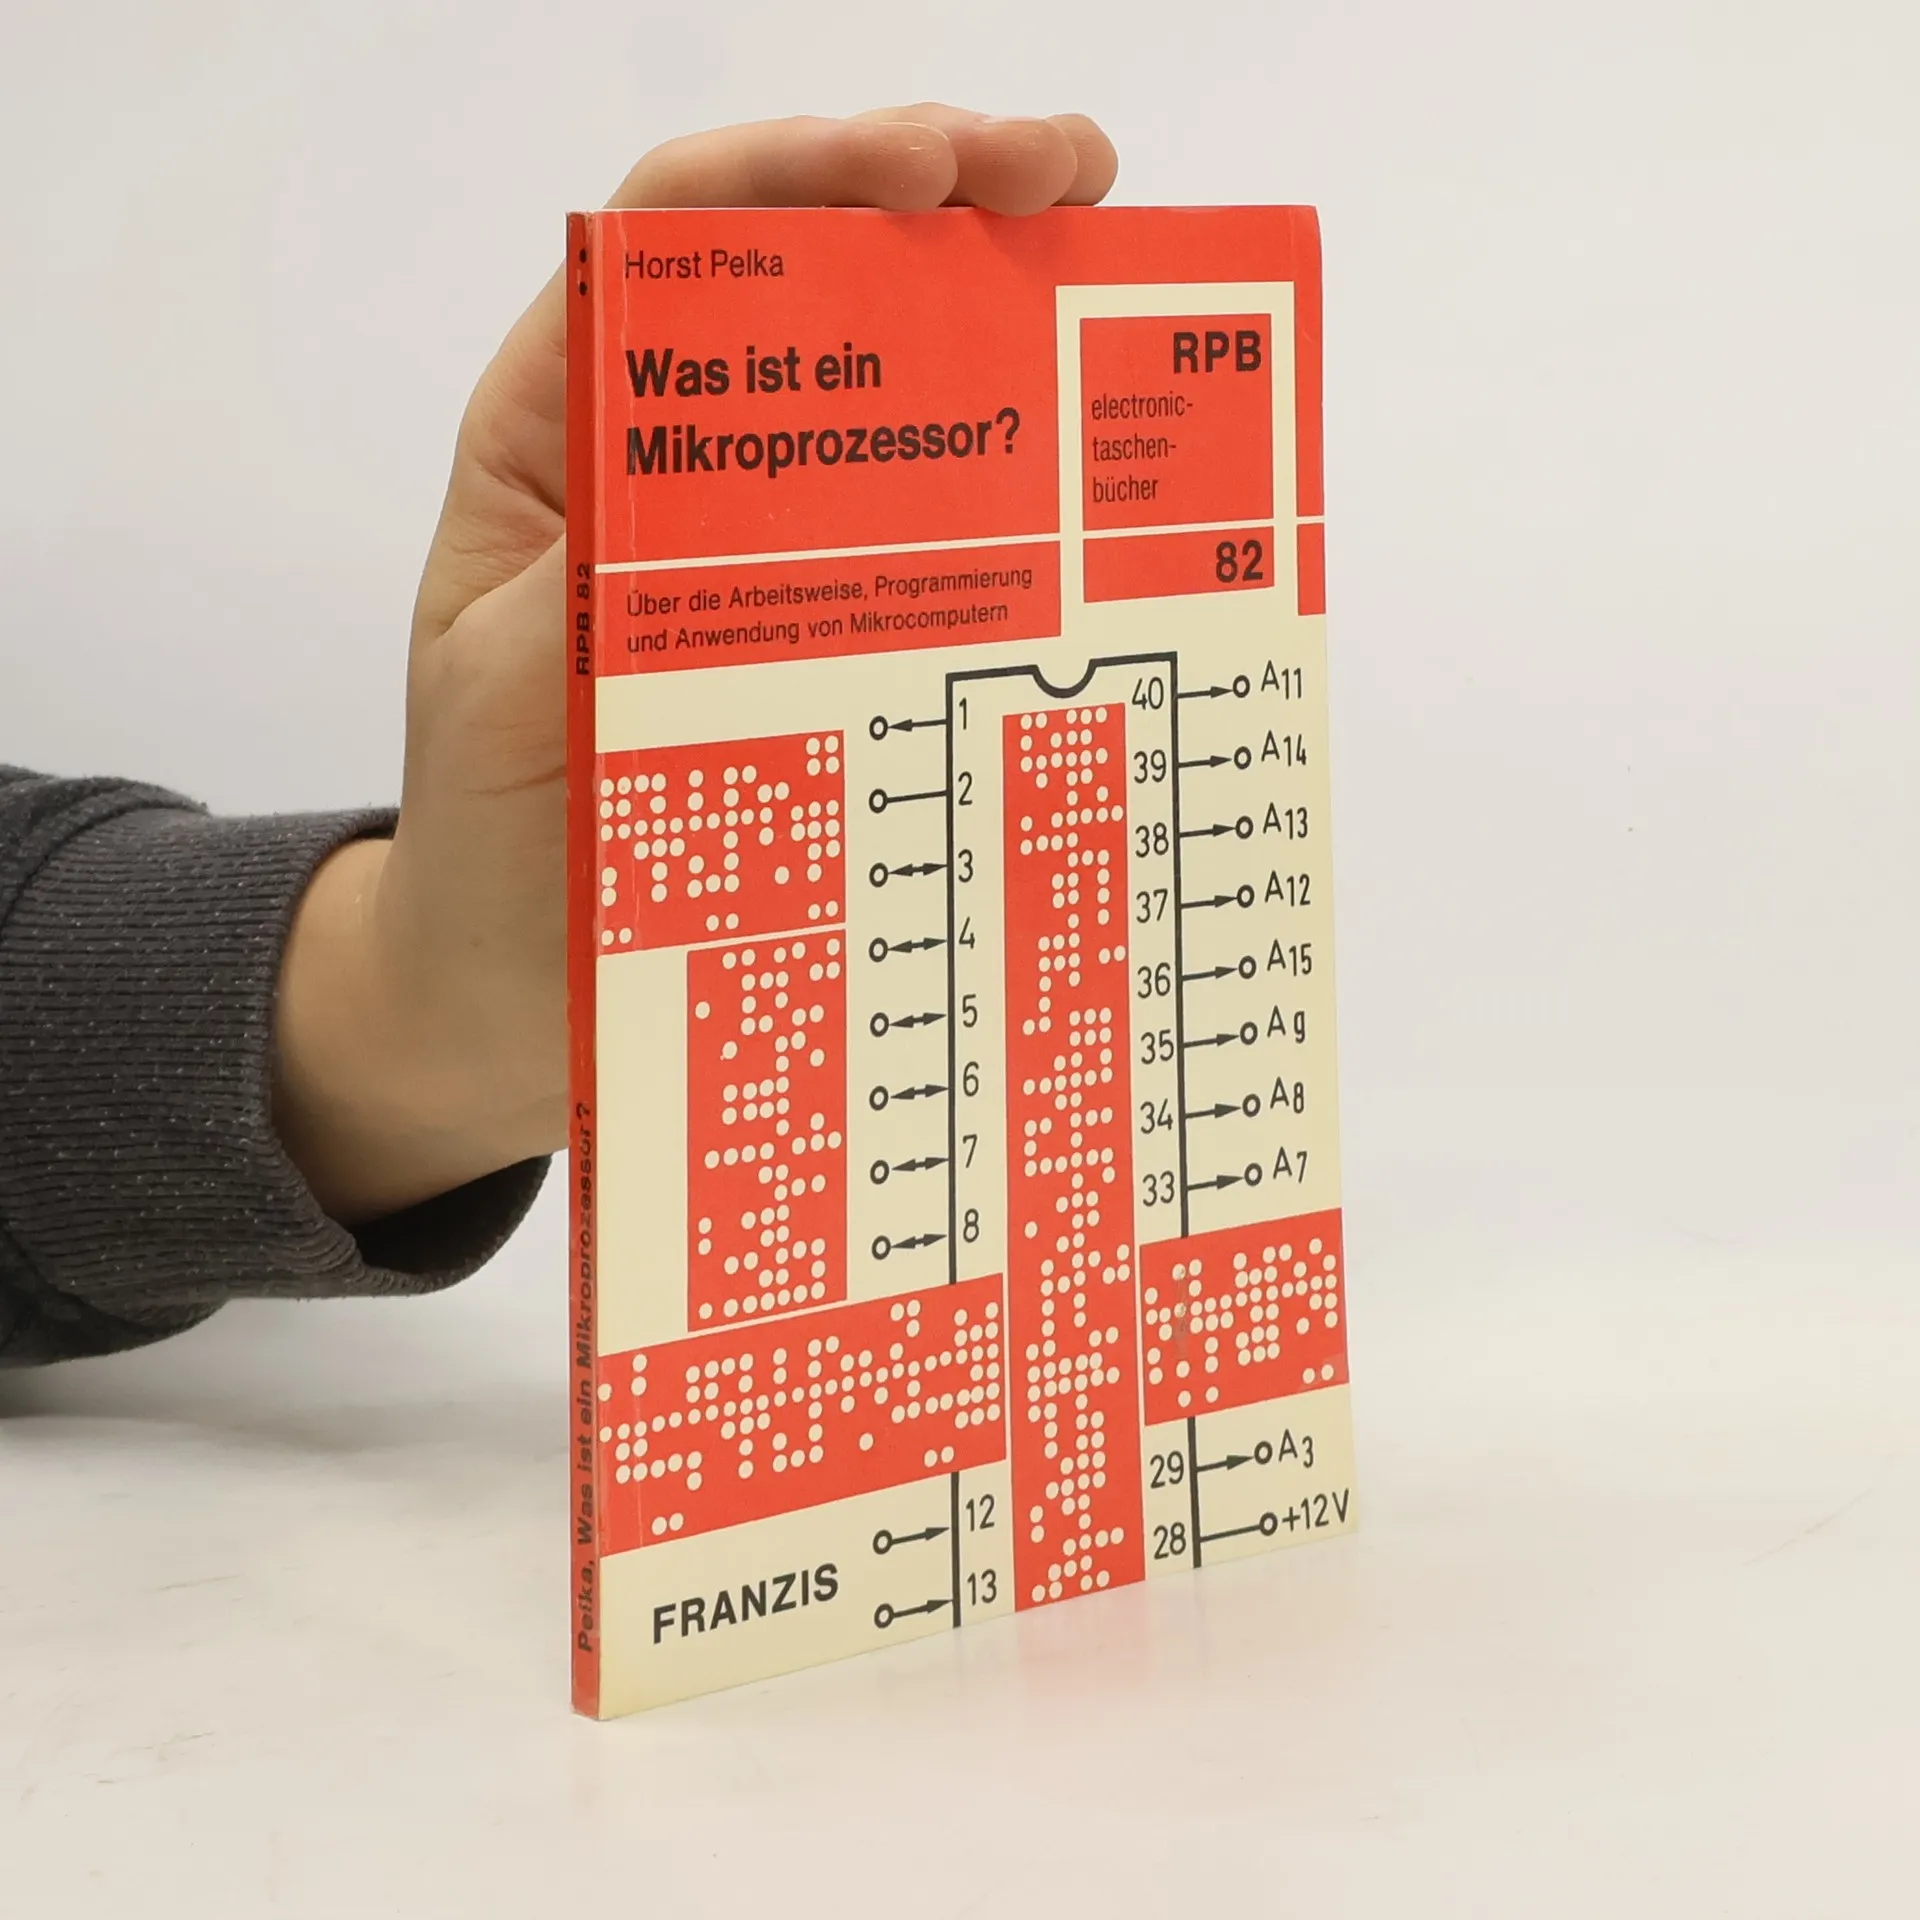 Horst Pelka
Was ist ein
Mikroprozessor?
RPB
electronic-
taschen-
bücher
82
Über die Arbeitsweise, Programmierung
und Anwendung von Mikrocomputern
1
2
3
4
5
6
7
8
12
13
40 A11
39 A14
38 A13
37 A12
36 A15
35 A9
34 A8
33 A7
29 A3
28 +12V
FRANZIS
Pelka, Was ist ein Mikroprozessor? RPB 82